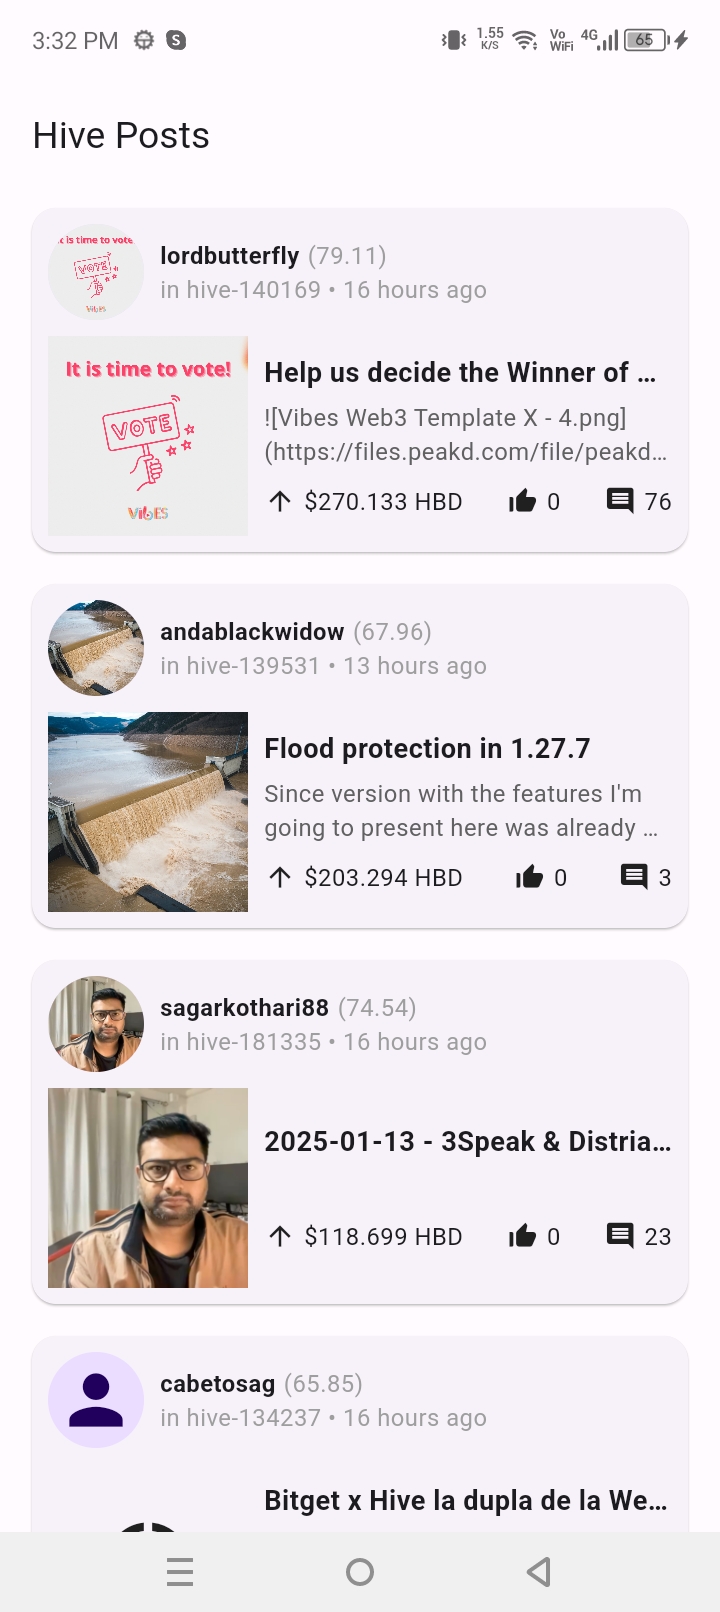 3:32 PM S 1.55 K/S Vo WiFi 4G 65
Hive Posts
it is time to vote
VOTE
ViBES
lordbutterfly (79.11)
in hive-140169 • 16 hours ago
It is time to vote!
VOTE
ViBES
Help us decide the Winner of …
![Vibes Web3 Template X - 4.png]
(https://files.peakd.com/file/peakd…
$270.133 HBD 0 76
andablackwidow (67.96)
in hive-139531 • 13 hours ago
Flood protection in 1.27.7
Since version with the features I'm
going to present here was already …
$203.294 HBD 0 3
sagarkothari88 (74.54)
in hive-181335 • 16 hours ago
2025-01-13 - 3Speak & Distria…
$118.699 HBD 0 23
cabetosag (65.85)
in hive-134237 • 16 hours ago
Bitget x Hive la dupla de la We…